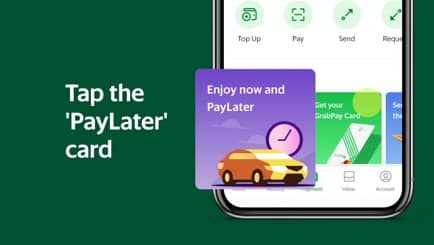 Tap the
'PayLater'
card
Top Up
Pay
Send
Enjoy now and
PayLater
Get your
GrabPay Card
Inbox
Account